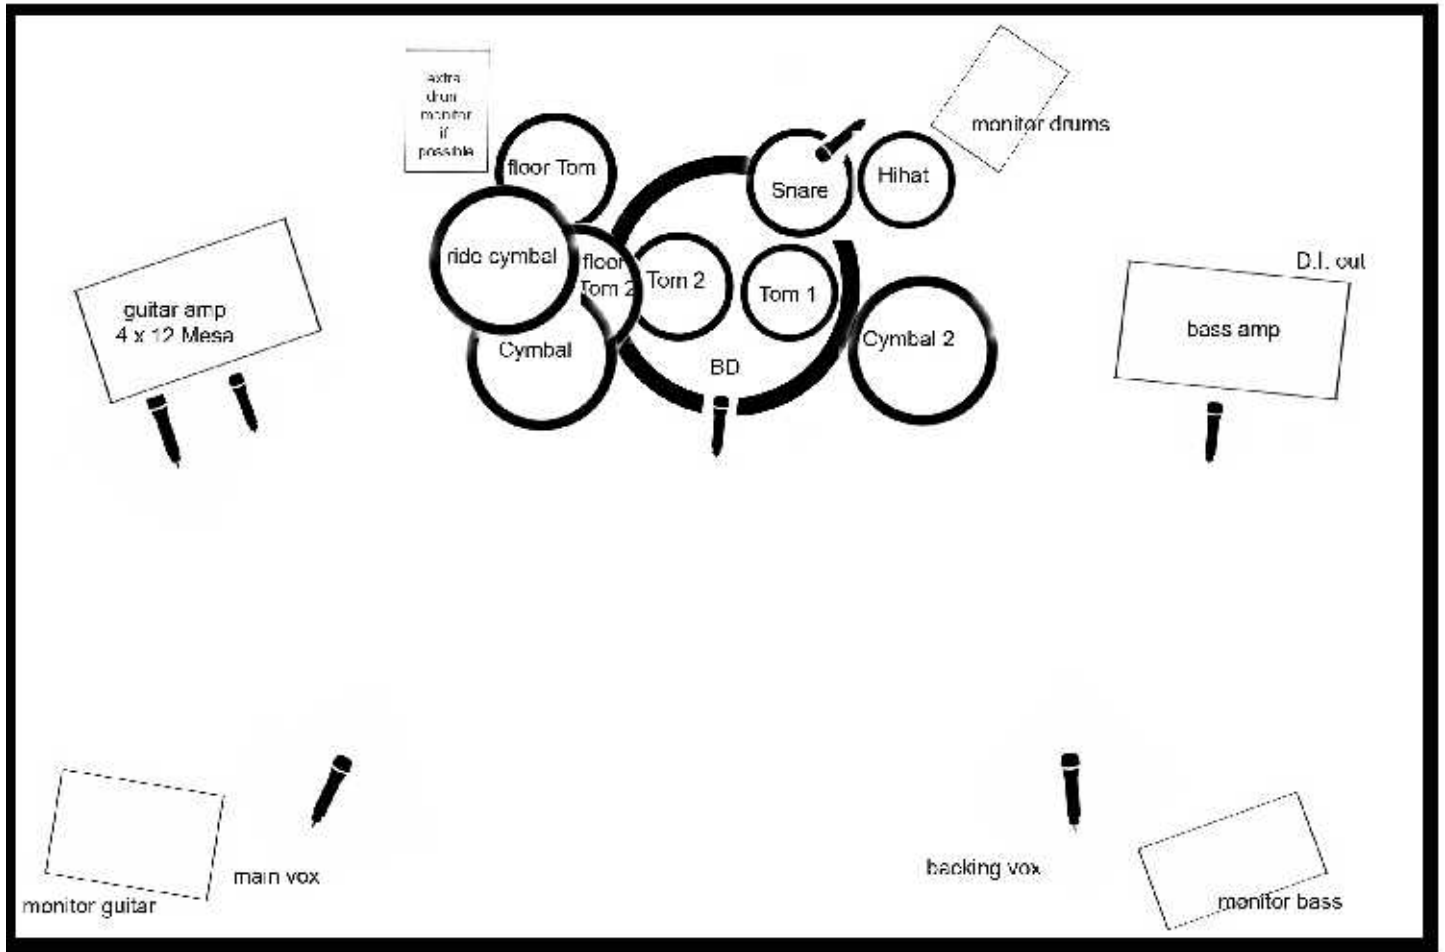 extra
drum
monitor
if
possible
monitor drums
floor Tom
Snare
Hihat
ride cymbal
floor
Tom 2
Tom 2
Tom 1
D.I. out
guitar amp
4 x 12 Mesa
Cymbal
BD
Cymbal 2
bass amp
main vox
monitor guitar
backing vox
monitor bass